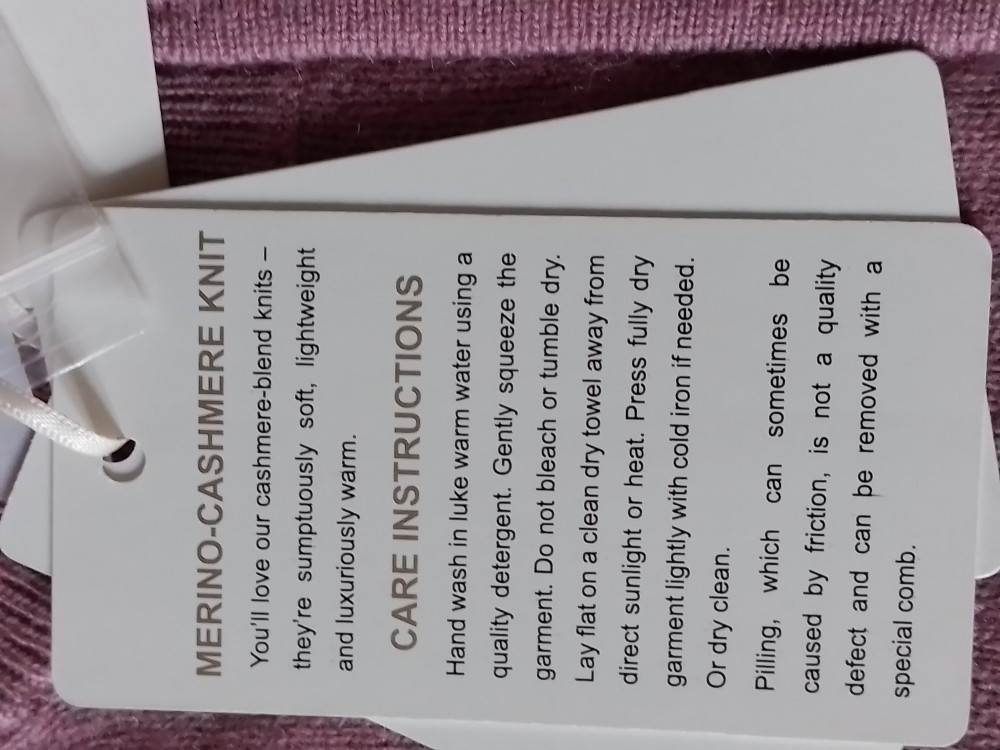 MERINO-CASHMERE KNIT
You'll love our cashmere-blend knits –
they're sumptuously soft, lightweight
and luxuriously warm.
CARE INSTRUCTIONS
Hand wash in luke warm water using a
quality detergent. Gently squeeze the
garment. Do not bleach or tumble dry.
Lay flat on a clean dry towel away from
direct sunlight or heat. Press fully dry
garment lightly with cold iron if needed.
Or dry clean.
Pilling, which can sometimes be
caused by friction, is not a quality
defect and can be removed with a
special comb.